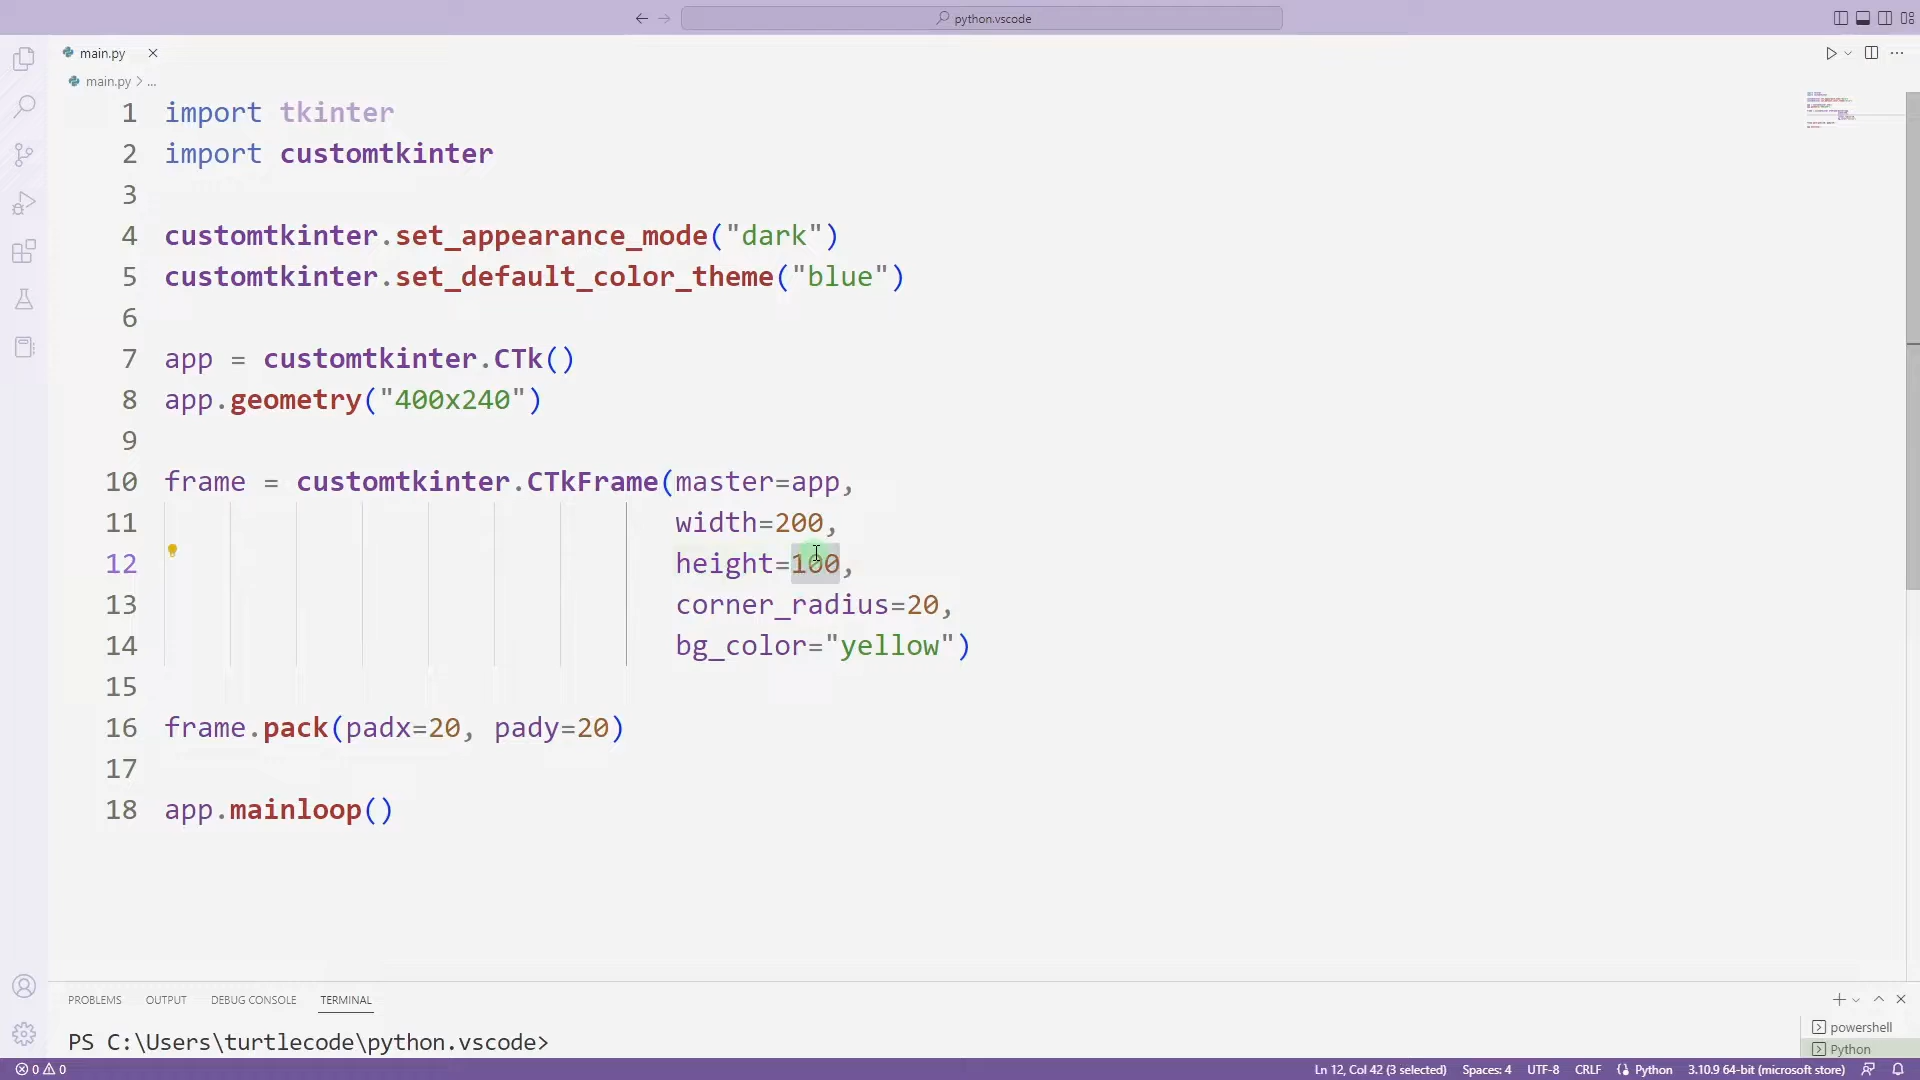 python.vscode
main.py
main.py > ...
1 import tkinter
2 import customtkinter
3
4 customtkinter.set_appearance_mode("dark")
5 customtkinter.set_default_color_theme("blue")
6
7 app = customtkinter.CTk()
8 app.geometry("400x240")
9
10 frame = customtkinter.CTkFrame(master=app,
11 width=200,
12 height=100,
13 corner_radius=20,
14 bg_color="yellow")
15
16 frame.pack(padx=20, pady=20)
17
18 app.mainloop()
PROBLEMS OUTPUT DEBUG CONSOLE TERMINAL
PS C:\Users\turtlecode\python.vscode>
powershell
Python
0 0 Ln 12, Col 42 (3 selected) Spaces: 4 UTF-8 CRLF Python 3.10.9 64-bit (microsoft store)